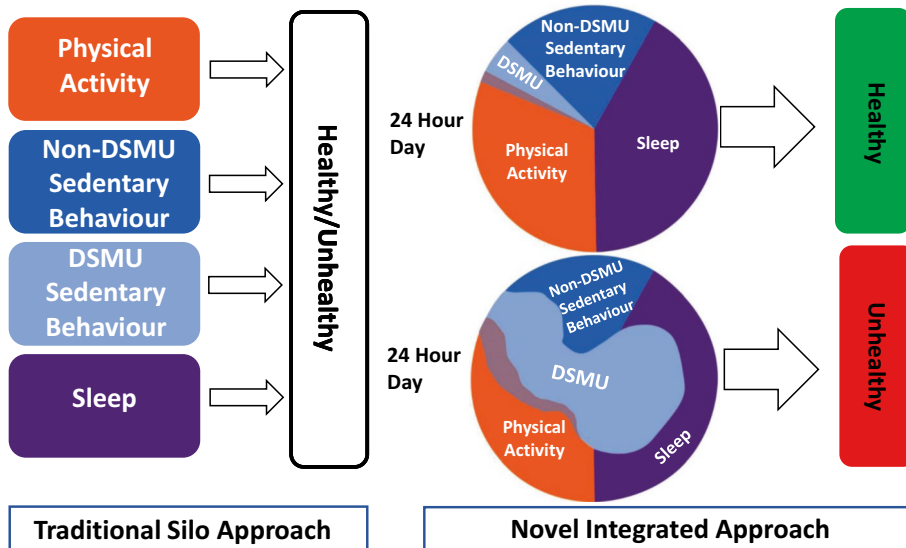 Physical
Activity
Non-DSMU
Sedentary
Behaviour
DSMU
Sedentary
Behaviour
Sleep
Healthy/Unhealthy
Traditional Silo Approach
24 Hour
Day
Non-DSMU
Sedentary
Behaviour
DSMU
Physical
Activity
Sleep
Healthy
24 Hour
Day
Non-DSMU
Sedentary
Behaviour
DSMU
Physical
Activity
Sleep
Unhealthy
Novel Integrated Approach